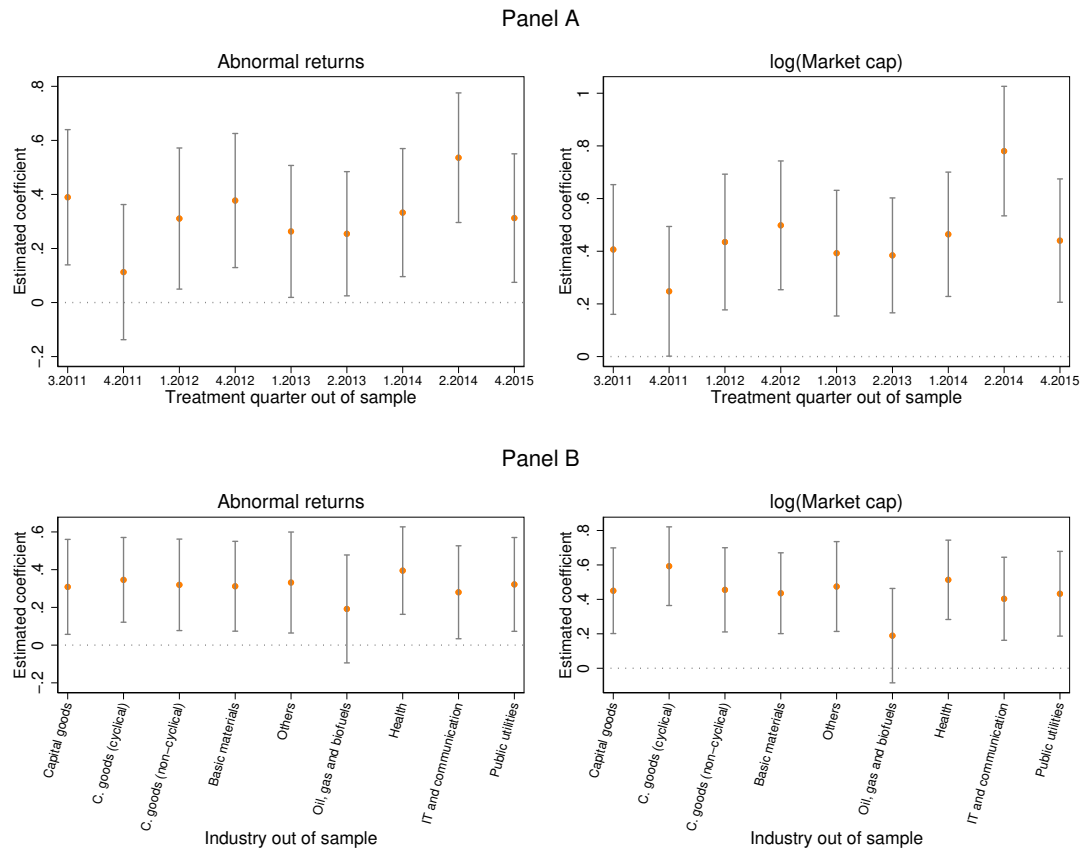 Panel A
Abnormal returns
Estimated coefficient
.8
.6
.4
.2
0
−.2
3.2011 4.2011 1.2012 4.2012 1.2013 2.2013 1.2014 2.2014 4.2015
Treatment quarter out of sample
log(Market cap)
Estimated coefficient
1
.8
.6
.4
.2
0
3.2011 4.2011 1.2012 4.2012 1.2013 2.2013 1.2014 2.2014 4.2015
Treatment quarter out of sample
Panel B
Abnormal returns
Estimated coefficient
.6
.4
.2
0
−.2
Capital goods
C. goods (cyclical)
C. goods (non−cyclical)
Basic materials
Others
Oil, gas and biofuels
Health
IT and communication
Public utilities
Industry out of sample
log(Market cap)
Estimated coefficient
.8
.6
.4
.2
0
Capital goods
C. goods (cyclical)
C. goods (non−cyclical)
Basic materials
Others
Oil, gas and biofuels
Health
IT and communication
Public utilities
Industry out of sample